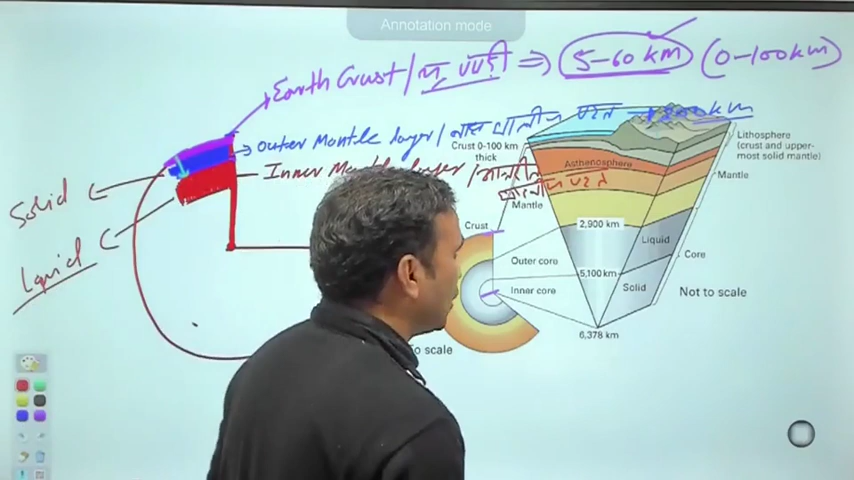 Annotation mode
Earth Crust / भू पर्पटी ⇒ 5-60 km (0-100km)
outer Mantle layer / बाह्य
Inner Mantle
Solid
Liquid
Crust 0-100 km
thick
Asthenosphere
Lithosphere
(crust and upper-
most solid mantle)
Mantle
Mantle
Crust
2,900 km
Liquid
Outer core
Core
5,100 km
Inner core
Solid
Not to scale
6,378 km
To scale